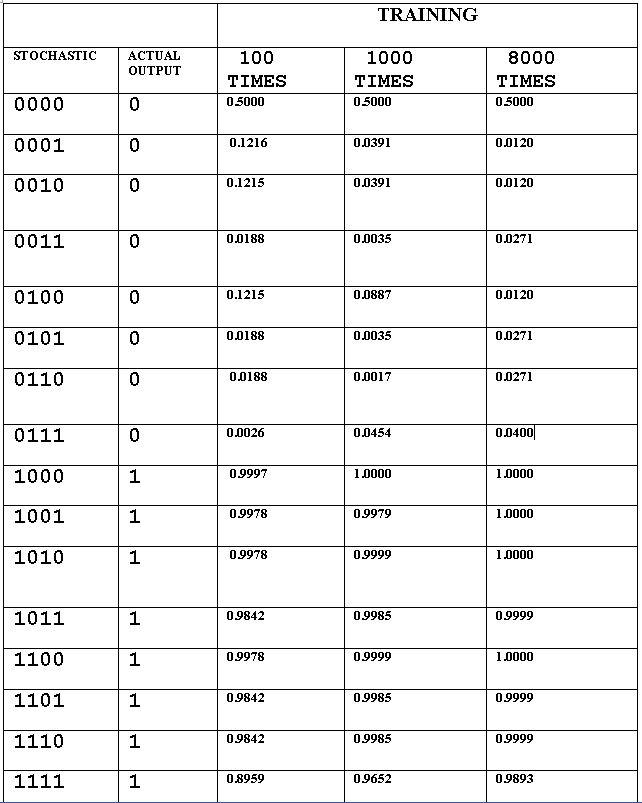 TRAINING
STOCHASTIC ACTUAL OUTPUT 100 TIMES 1000 TIMES 8000 TIMES
0000 0 0.5000 0.5000 0.5000
0001 0 0.1216 0.0391 0.0120
0010 0 0.1215 0.0391 0.0120
0011 0 0.0188 0.0035 0.0271
0100 0 0.1215 0.0887 0.0120
0101 0 0.0188 0.0035 0.0271
0110 0 0.0188 0.0017 0.0271
0111 0 0.0026 0.0454 0.0400
1000 1 0.9997 1.0000 1.0000
1001 1 0.9978 0.9979 1.0000
1010 1 0.9978 0.9999 1.0000
1011 1 0.9842 0.9985 0.9999
1100 1 0.9978 0.9999 1.0000
1101 1 0.9842 0.9985 0.9999
1110 1 0.9842 0.9985 0.9999
1111 1 0.8959 0.9652 0.9893